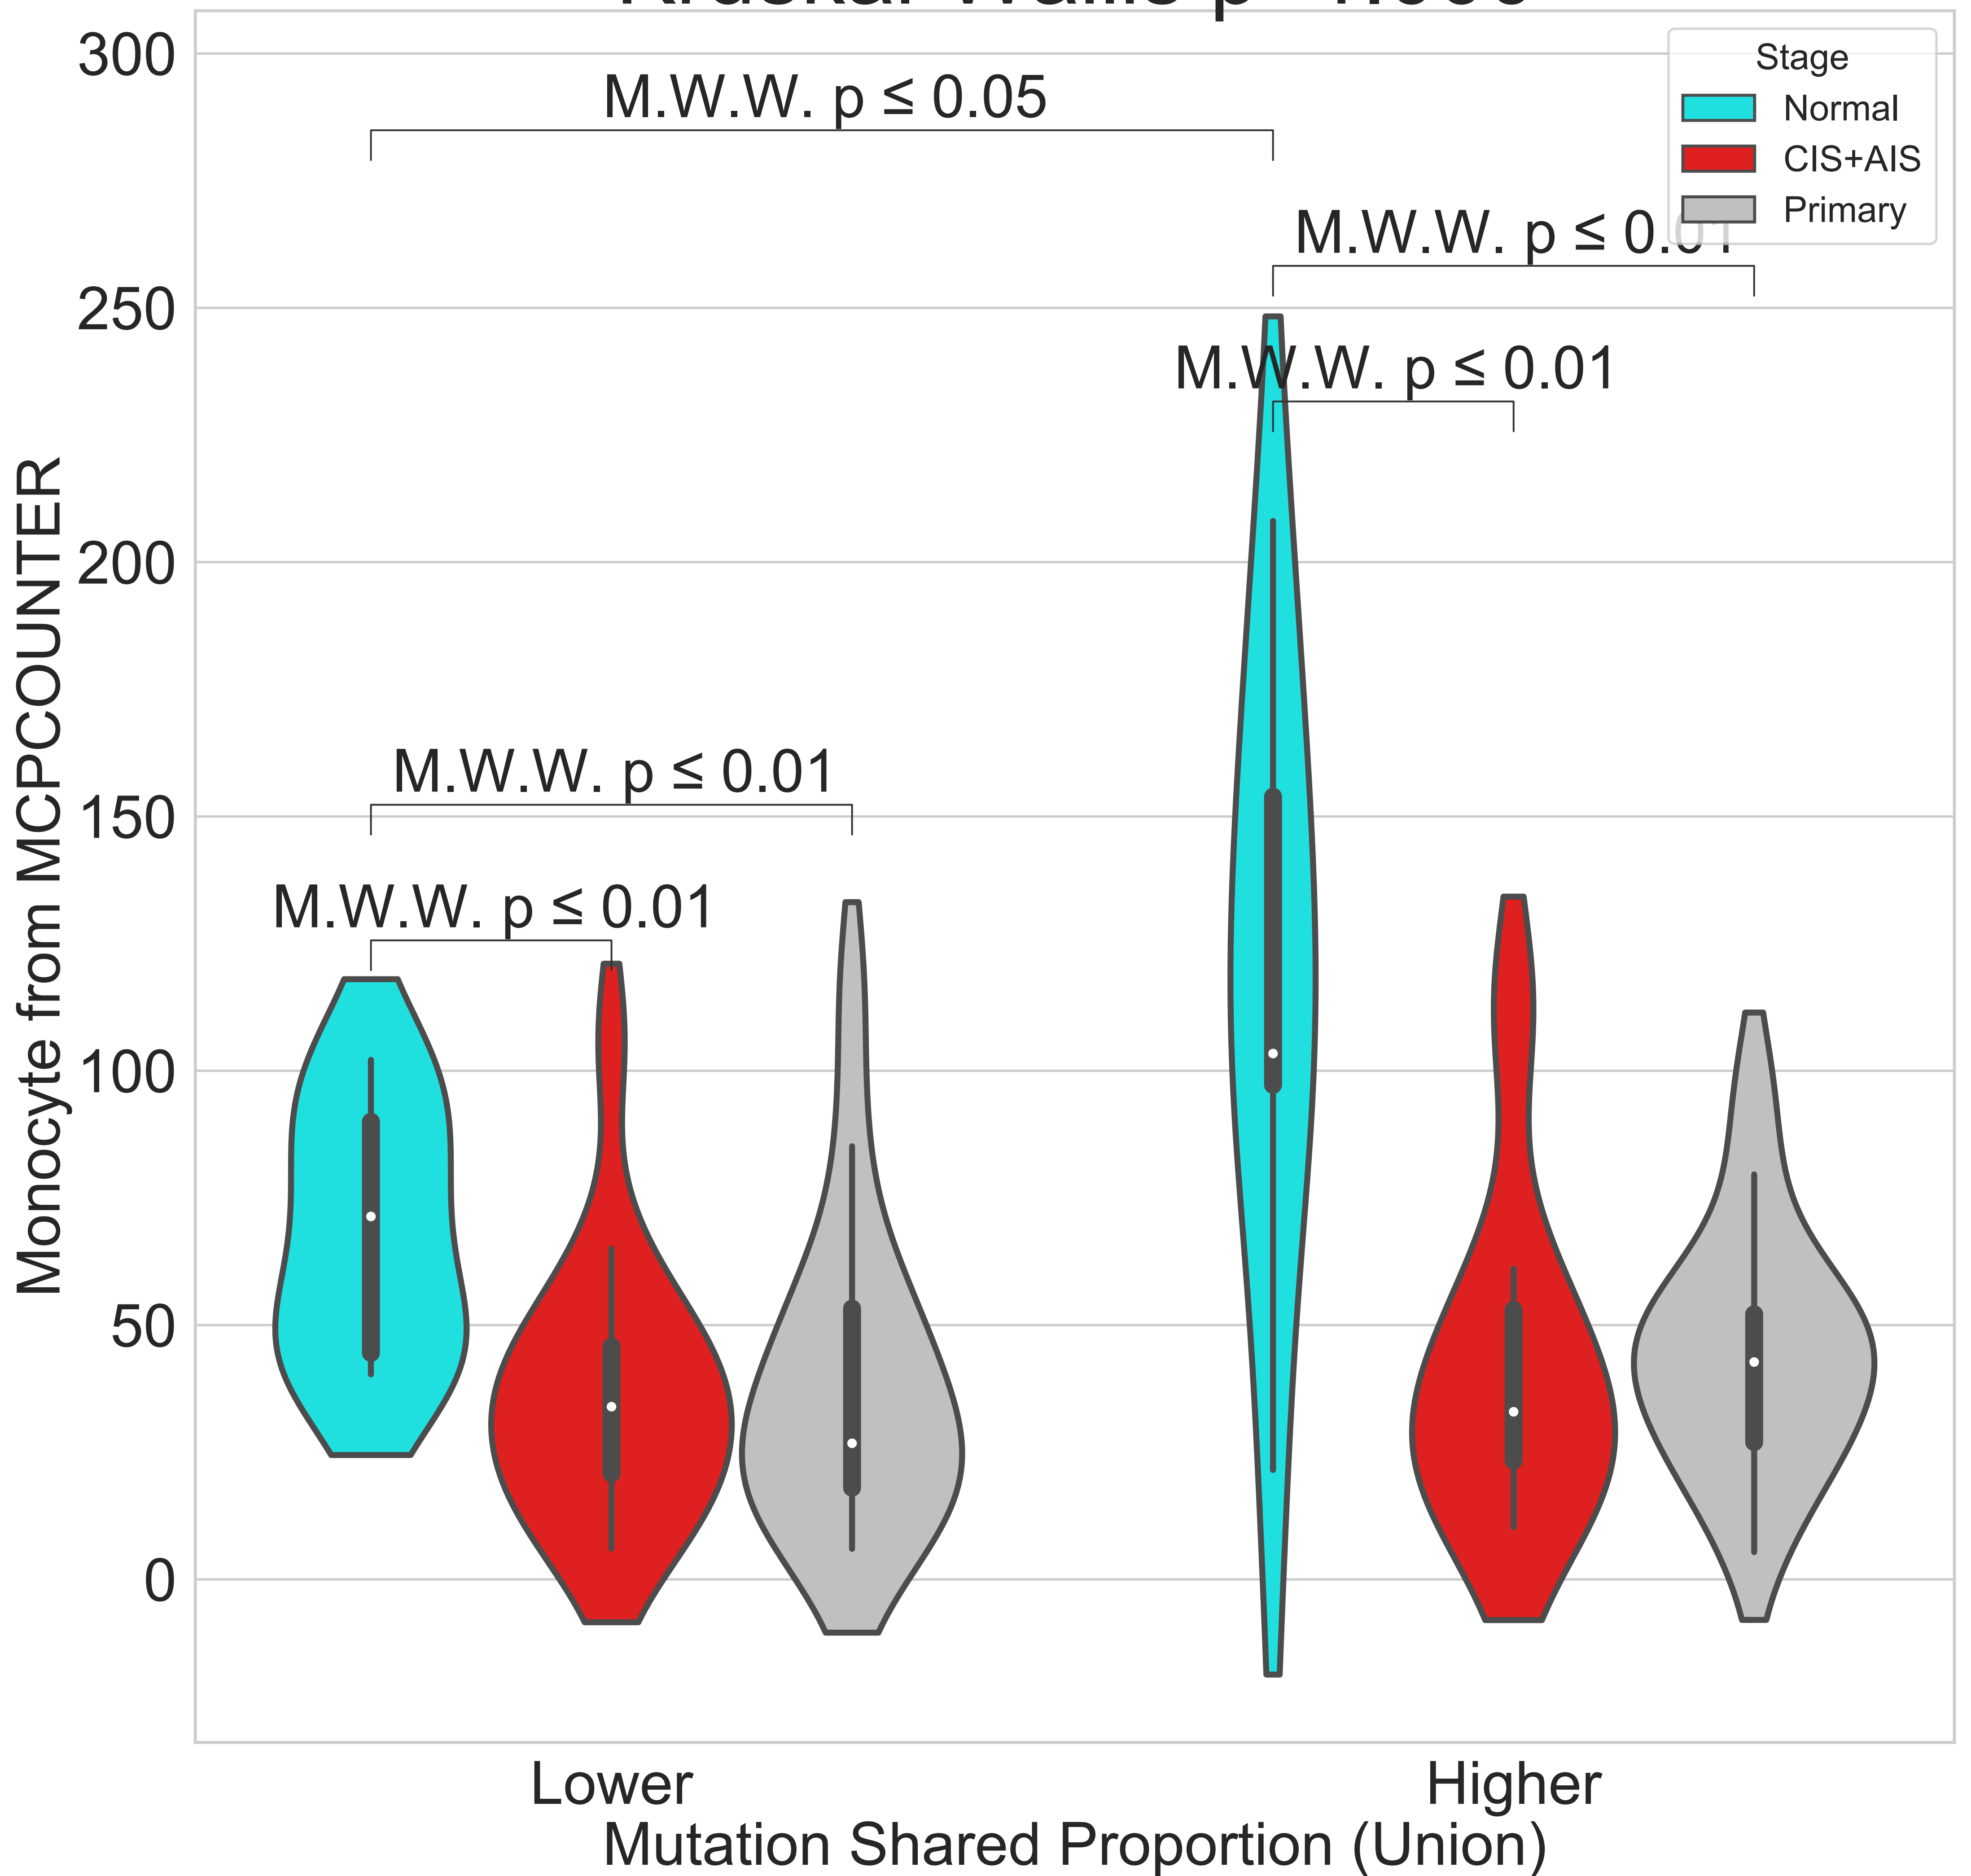 300
M.W.W. p ≤ 0.05
Stage
Normal
CIS+AIS
Primary
M.W.W. p ≤ 0.01
250
M.W.W. p ≤ 0.01
200
M.W.W. p ≤ 0.01
150
M.W.W. p ≤ 0.01
100
50
0
Monocyte from MCPCOUNTER
Lower
Higher
Mutation Shared Proportion (Union)